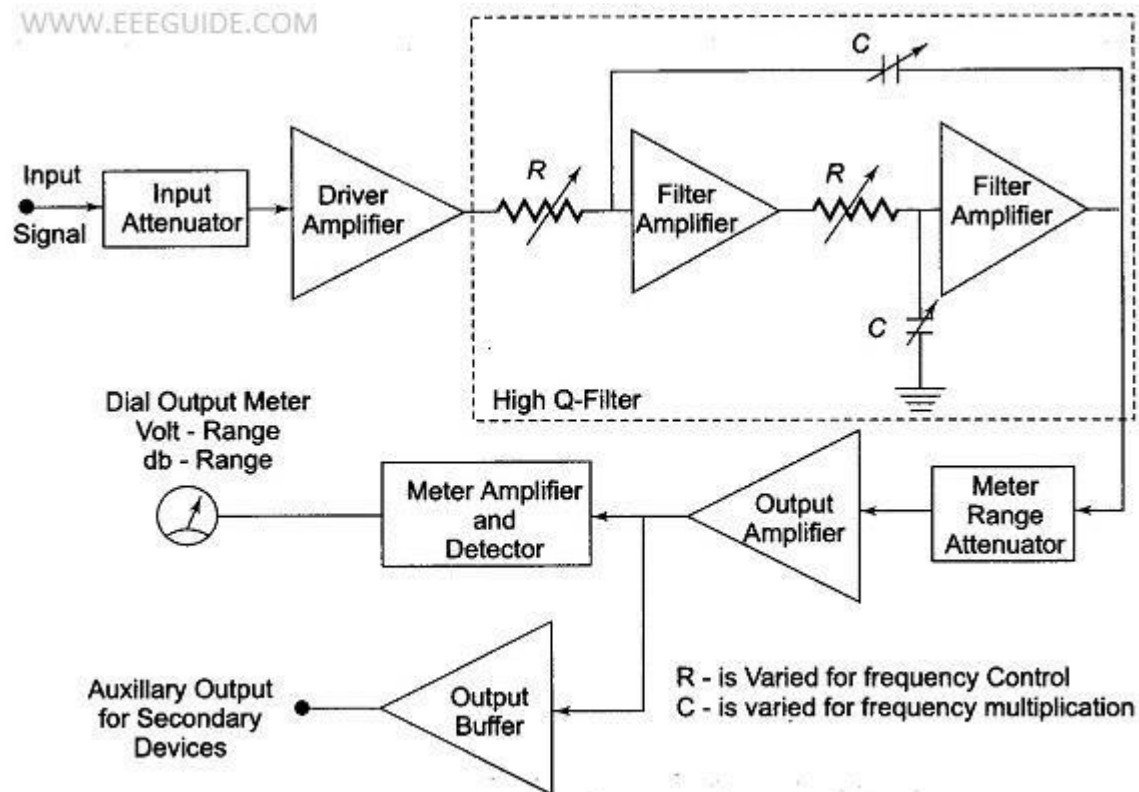 WWW.EEEGUIDE.COM
C
Input
Signal
Input
Attenuator
Driver
Amplifier
R
Filter
Amplifier
R
Filter
Amplifier
C
High Q-Filter
Dial Output Meter
Volt - Range
db - Range
Meter Amplifier
and
Detector
Output
Amplifier
Meter
Range
Attenuator
Auxillary Output
for Secondary
Devices
Output
Buffer
R - is Varied for frequency Control
C - is varied for frequency multiplication